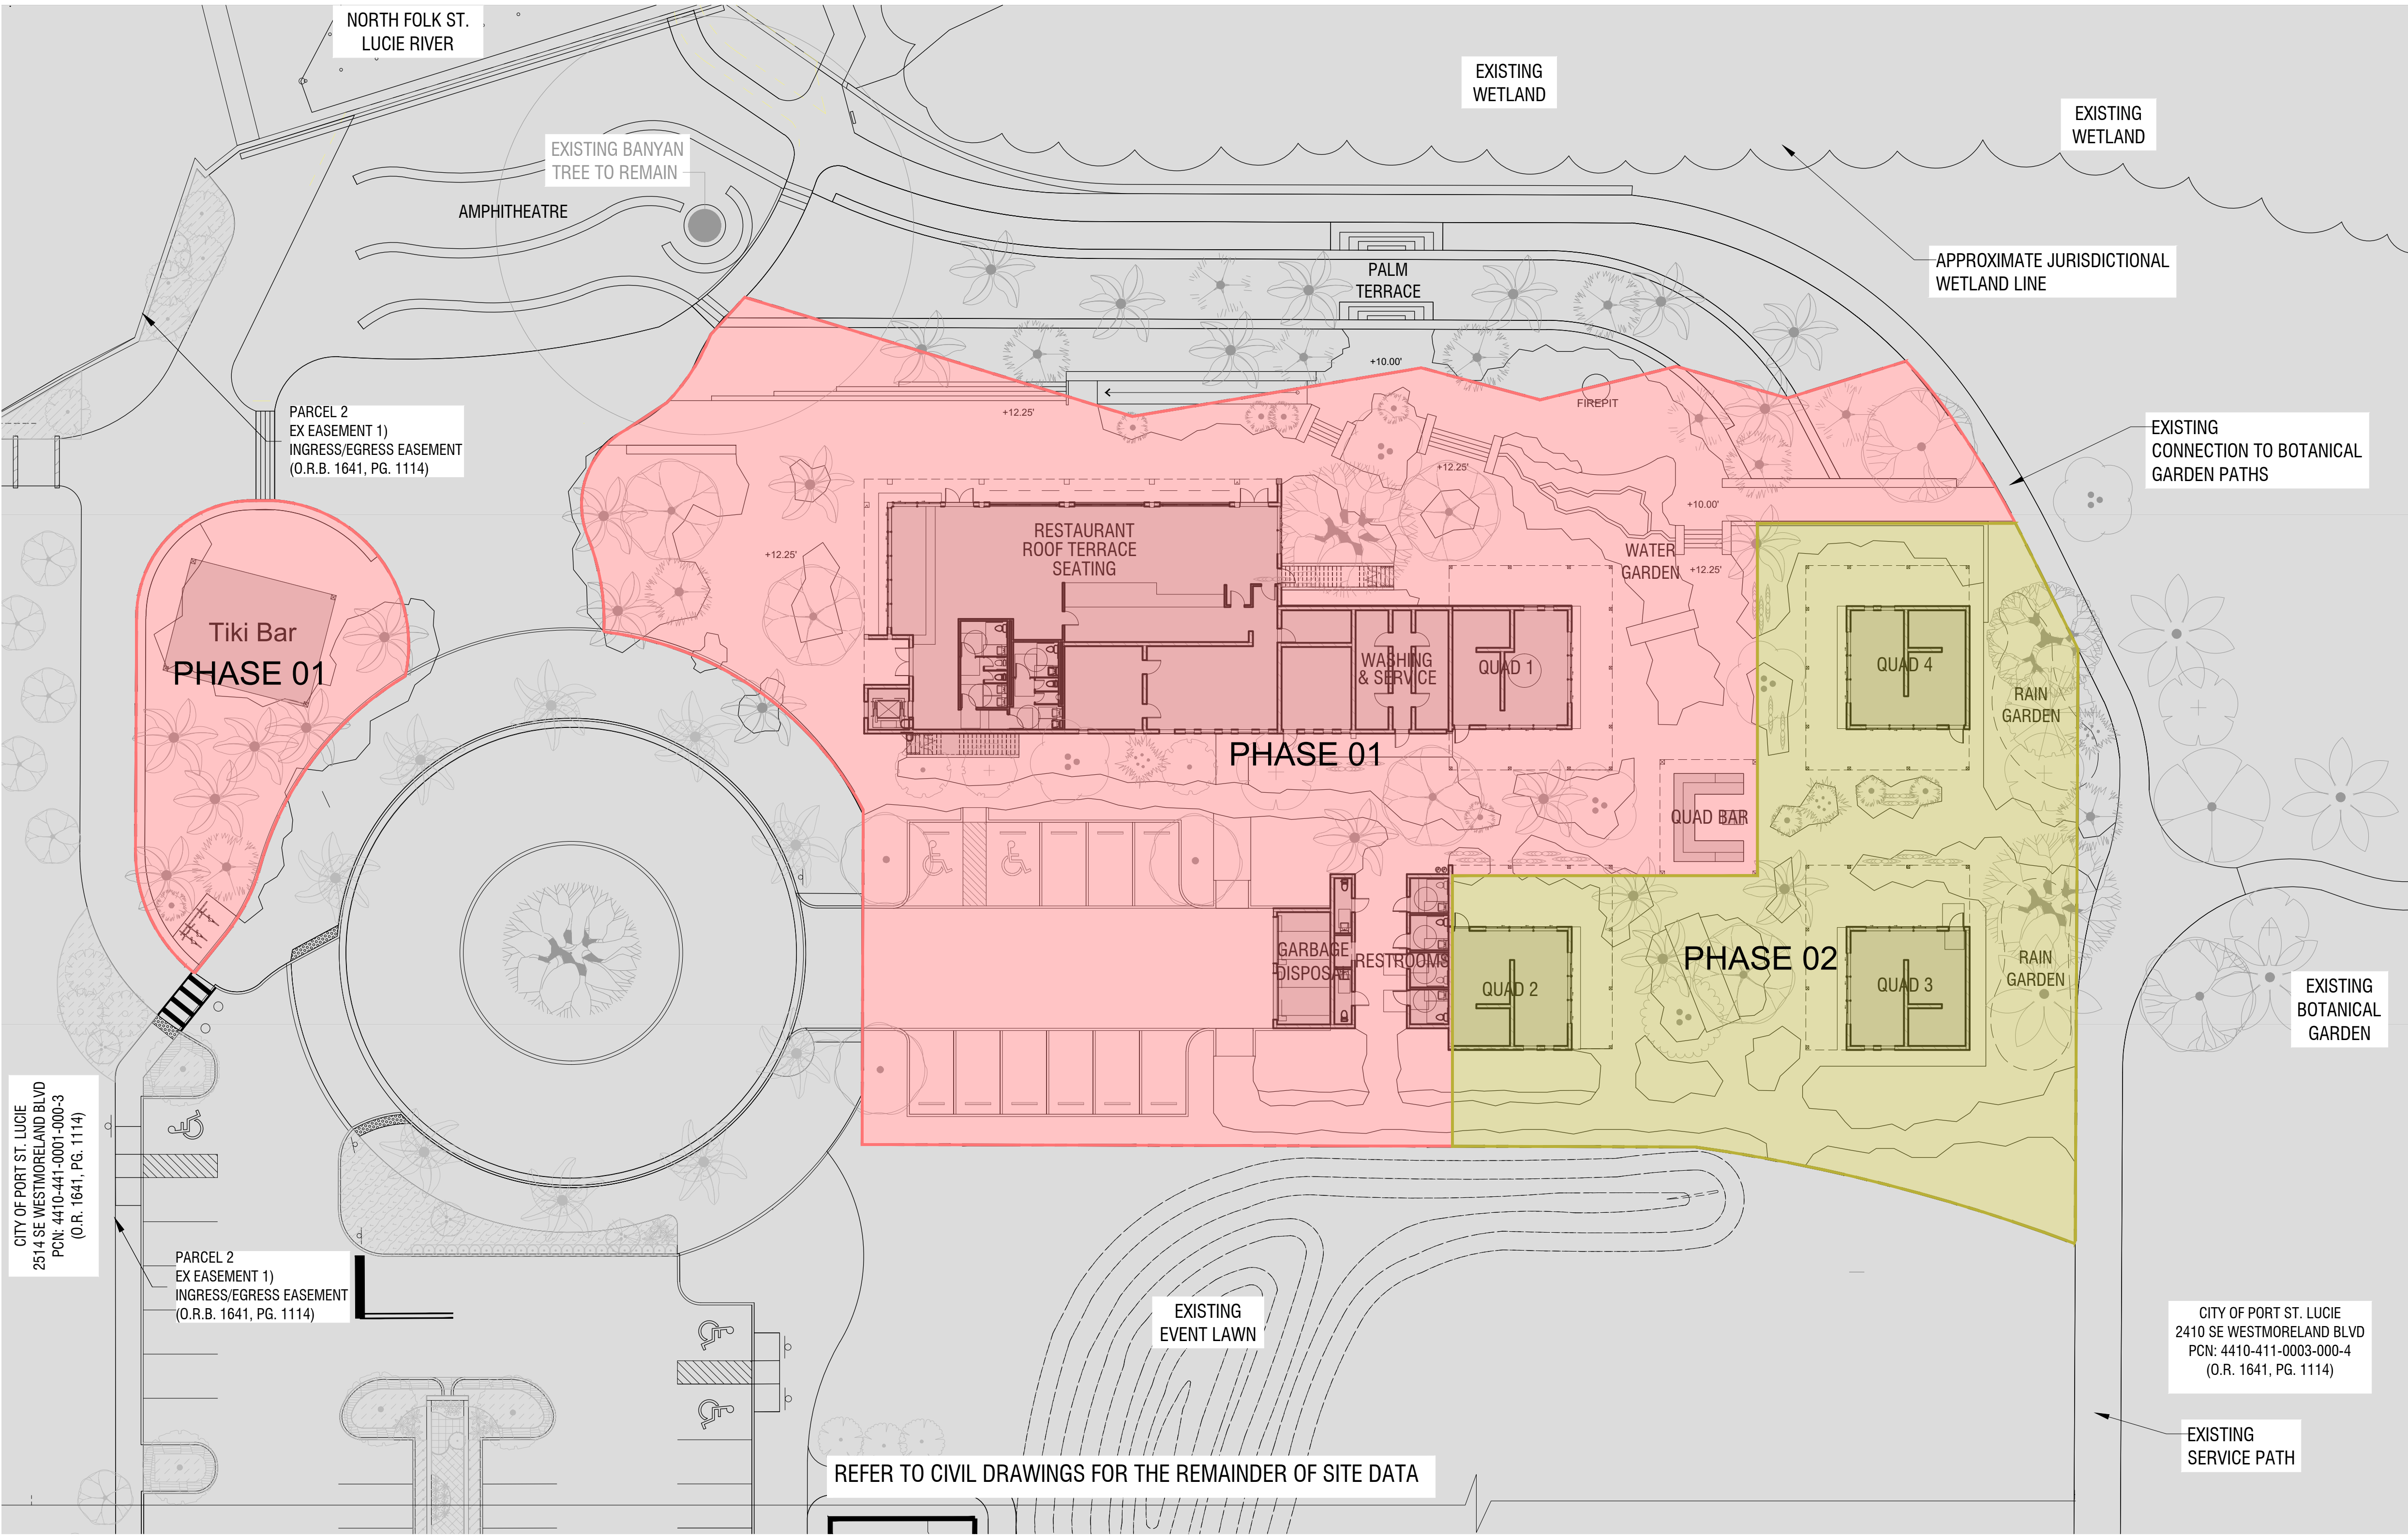 NORTH FOLK ST.
LUCIE RIVER
EXISTING
WETLAND
EXISTING
WETLAND
EXISTING BANYAN
TREE TO REMAIN
AMPHITHEATRE
APPROXIMATE JURISDICTIONAL
WETLAND LINE
PALM
TERRACE
+10.00'
FIREPIT
+12.25'
PARCEL 2
EX EASEMENT 1)
INGRESS/EGRESS EASEMENT
(O.R.B. 1641, PG. 1114)
EXISTING
CONNECTION TO BOTANICAL
GARDEN PATHS
+12.25'
+10.00'
RESTAURANT
ROOF TERRACE
SEATING
+12.25'
WATER
GARDEN
+12.25'
Tiki Bar
PHASE 01
WASHING
& SERVICE
QUAD 1
QUAD 4
RAIN
GARDEN
PHASE 01
QUAD BAR
GARBAGE
DISPOSAL
RESTROOMS
QUAD 2
PHASE 02
QUAD 3
RAIN
GARDEN
EXISTING
BOTANICAL
GARDEN
CITY OF PORT ST. LUCIE
2514 SE WESTMORELAND BLVD
PCN: 4410-4441-0001-000-3
(O.R. 1641, PG. 1114)
PARCEL 2
EX EASEMENT 1)
INGRESS/EGRESS EASEMENT
(O.R.B. 1641, PG. 1114)
EXISTING
EVENT LAWN
CITY OF PORT ST. LUCIE
2410 SE WESTMORELAND BLVD
PCN: 4410-411-0003-000-4
(O.R. 1641, PG. 1114)
EXISTING
SERVICE PATH
REFER TO CIVIL DRAWINGS FOR THE REMAINDER OF SITE DATA